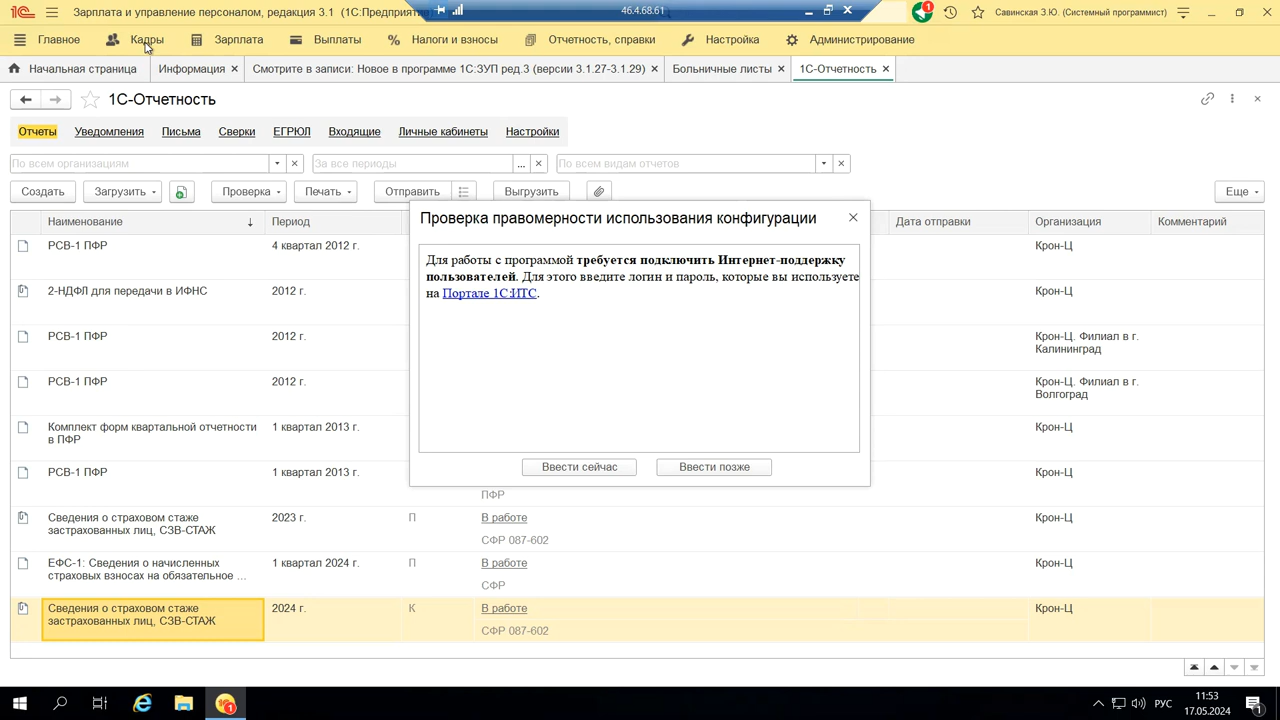 Зарплата и управление персоналом, редакция 3.1 (1С:Предприятие
46.4.68.61
1
Савинская З.Ю. (Системный программист)
Главное
Кадры
Зарплата
Выплаты
Налоги и взносы
Отчетность, справки
Настройка
Администрирование
Начальная страница
Информация ×
Смотрите в записи: Новое в программе 1С:ЗУП ред.3 (версии 3.1.27-3.1.29) ×
Больничные листы ×
1С-Отчетность ×
1С-Отчетность
Отчеты
Уведомления
Письма
Сверки
ЕГРЮЛ
Входящие
Личные кабинеты
Настройки
По всем организациям
За все периоды
...
По всем видам отчетов
Создать
Загрузить
Проверка
Печать
Отправить
Выгрузить
Еще
Наименование
Период
Дата отправки
Организация
Комментарий
РСВ-1 ПФР
4 квартал 2012 г.
Крон-Ц
2-НДФЛ для передачи в ИФНС
2012 г.
Крон-Ц
РСВ-1 ПФР
2012 г.
Крон-Ц. Филиал в г.
Калининград
РСВ-1 ПФР
2012 г.
Крон-Ц. Филиал в г.
Волгоград
Комплект форм квартальной отчетности
в ПФР
1 квартал 2013 г.
Крон-Ц
РСВ-1 ПФР
1 квартал 2013 г.
ПФР
Крон-Ц
Сведения о страховом стаже
застрахованных лиц, СЗВ-СТАЖ
2023 г.
П
В работе
СФР 087-602
Крон-Ц
ЕФС-1: Сведения о начисленных
страховых взносах на обязательное ...
1 квартал 2024 г.
П
В работе
СФР
Крон-Ц
Сведения о страховом стаже
застрахованных лиц, СЗВ-СТАЖ
2024 г.
К
В работе
СФР 087-602
Крон-Ц
Проверка правомерности использования конфигурации
Для работы с программой требуется подключить Интернет-поддержку
пользователей. Для этого введите логин и пароль, которые вы используете
на Портале 1С:ИТС.
Ввести сейчас
Ввести позже
РУС
11:53
17.05.2024
1